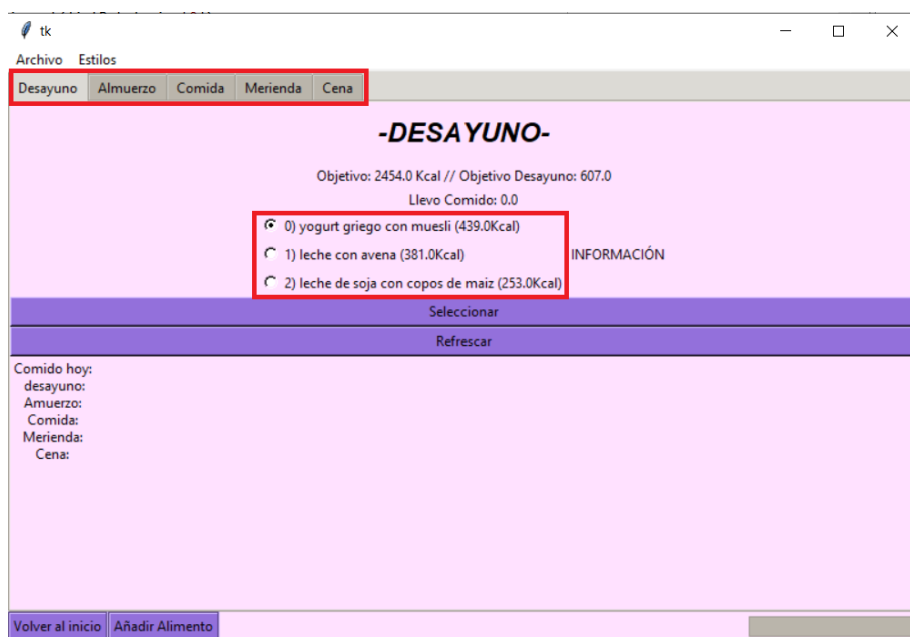 tk
Archivo Estilos
Desayuno Almuerzo Comida Merienda Cena
-DESAYUNO-
Objetivo: 2454.0 Kcal // Objetivo Desayuno: 607.0
Llevo Comido: 0.0
0) yogurt griego con muesli (439.0Kcal)
1) leche con avena (381.0Kcal) INFORMACIÓN
2) leche de soja con copos de maiz (253.0Kcal)
Seleccionar
Refrescar
Comido hoy:
desayuno:
Amuerzo:
Comida:
Merienda:
Cena:
Volver al inicio Añadir Alimento